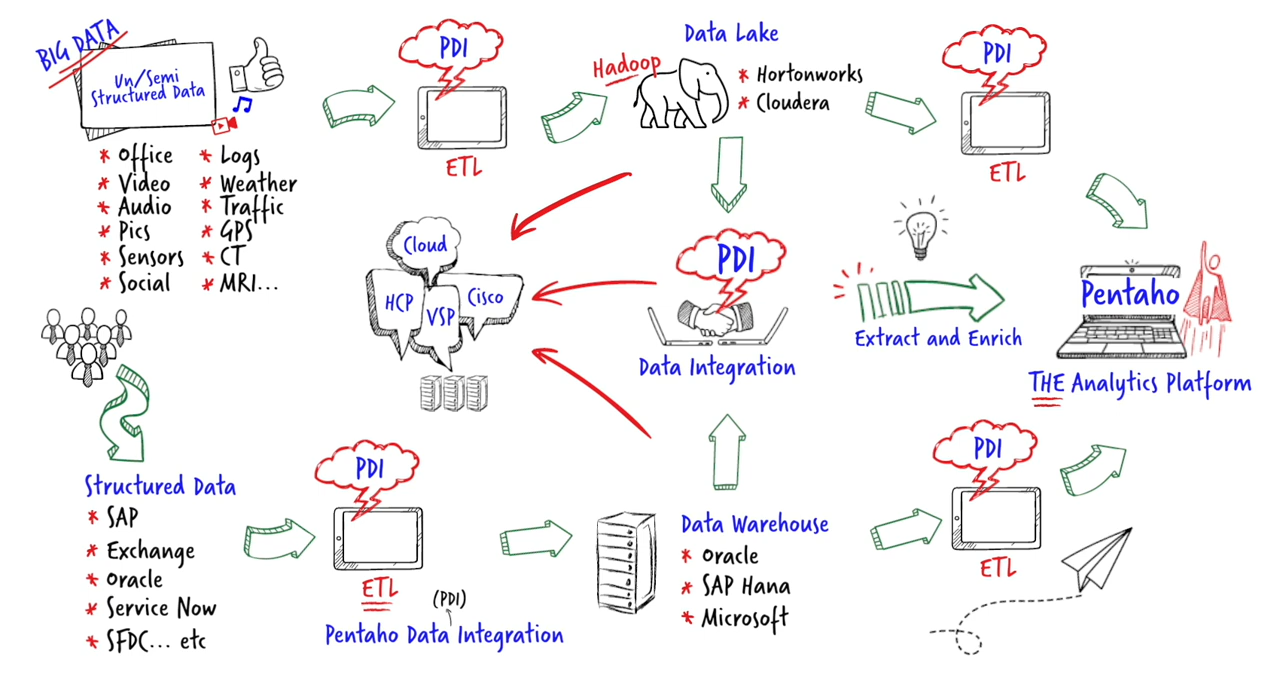 BIG DATA
Un/Semi
Structured Data
* Office
* Video
* Audio
* Pics
* Sensors
* Social
* Logs
* Weather
* Traffic
* GPS
* CT
* MRI...
PDI
ETL
Data Lake
Hadoop
* Hortonworks
* Cloudera
PDI
ETL
Cloud
HCP
VSP
Cisco
PDI
Data Integration
Extract and Enrich
Pentaho
THE Analytics Platform
Structured Data
* SAP
* Exchange
* Oracle
* Service Now
* SFDC... etc
PDI
ETL
(PDI)
Pentaho Data Integration
Data Warehouse
* Oracle
* SAP Hana
* Microsoft
PDI
ETL